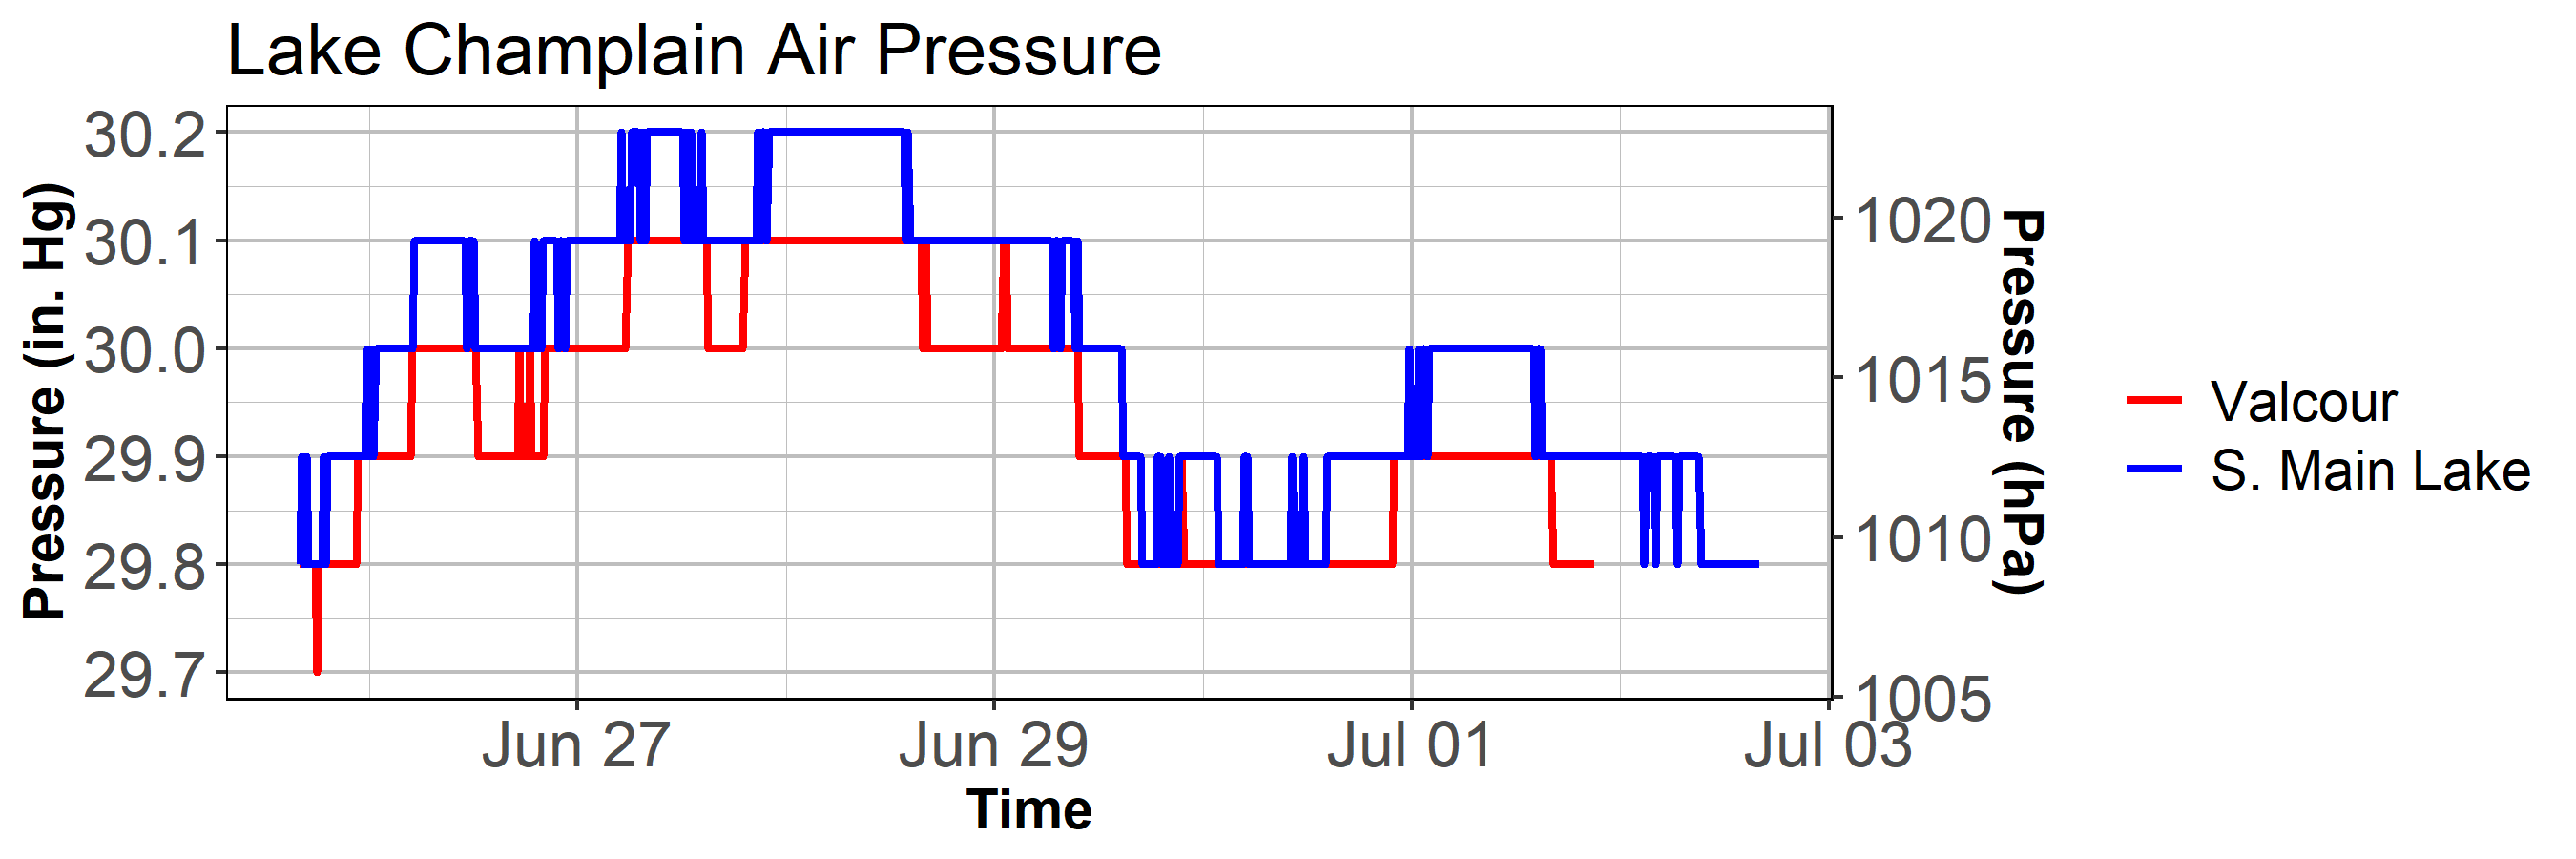 Lake Champlain Air Pressure
Pressure (in. Hg)
30.2
30.1
30.0
29.9
29.8
29.7
1020
1015
1010
1005
Pressure (hPa)
Jun 27
Jun 29
Jul 01
Jul 03
Time
Valcour
S. Main Lake